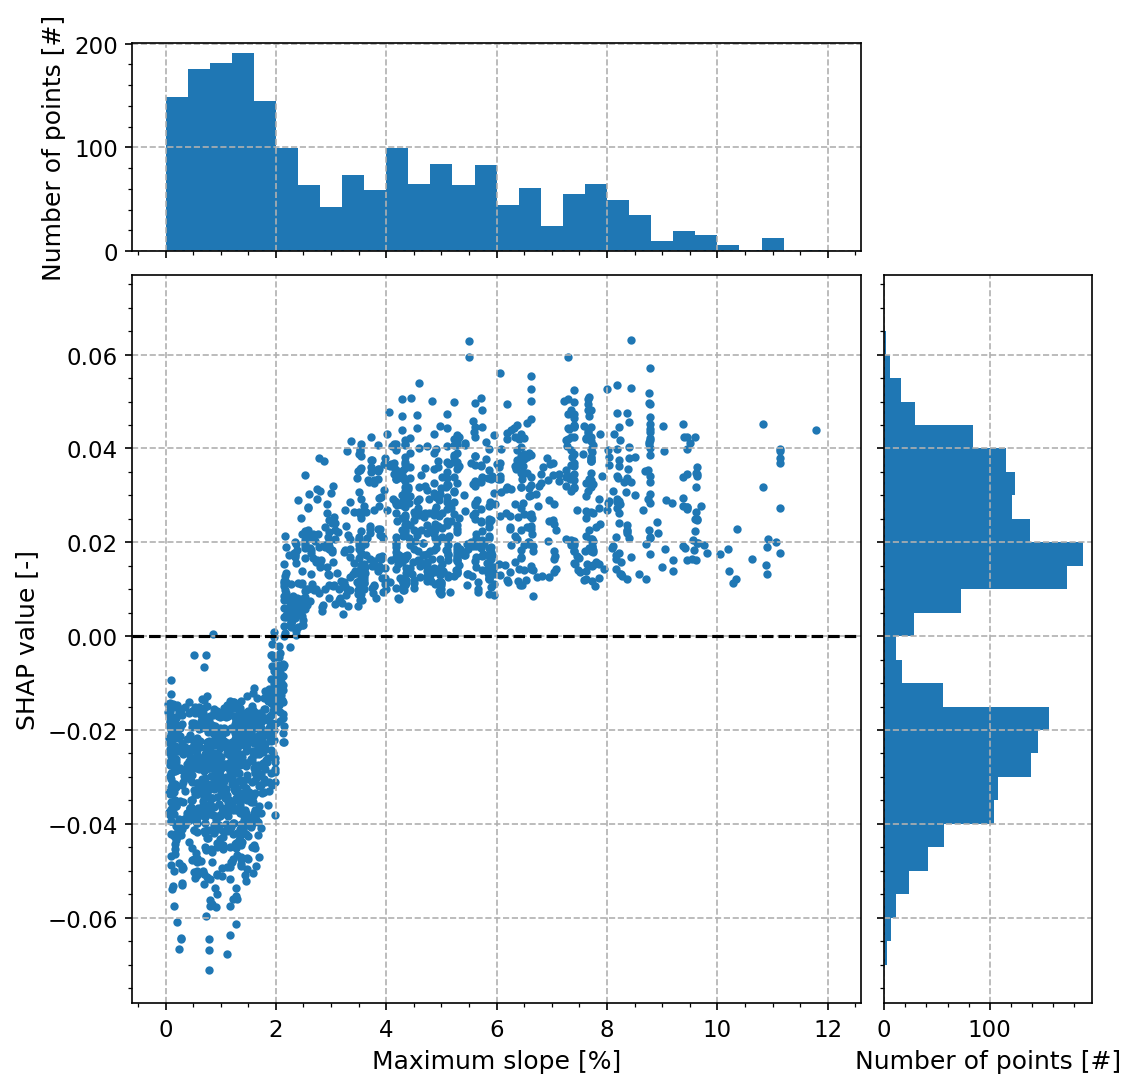 Number of points [#]
200
100
0
SHAP value [-]
0.06
0.04
0.02
0.00
−0.02
−0.04
−0.06
0 2 4 6 8 10 12
Maximum slope [%]
0 100
Number of points [#]